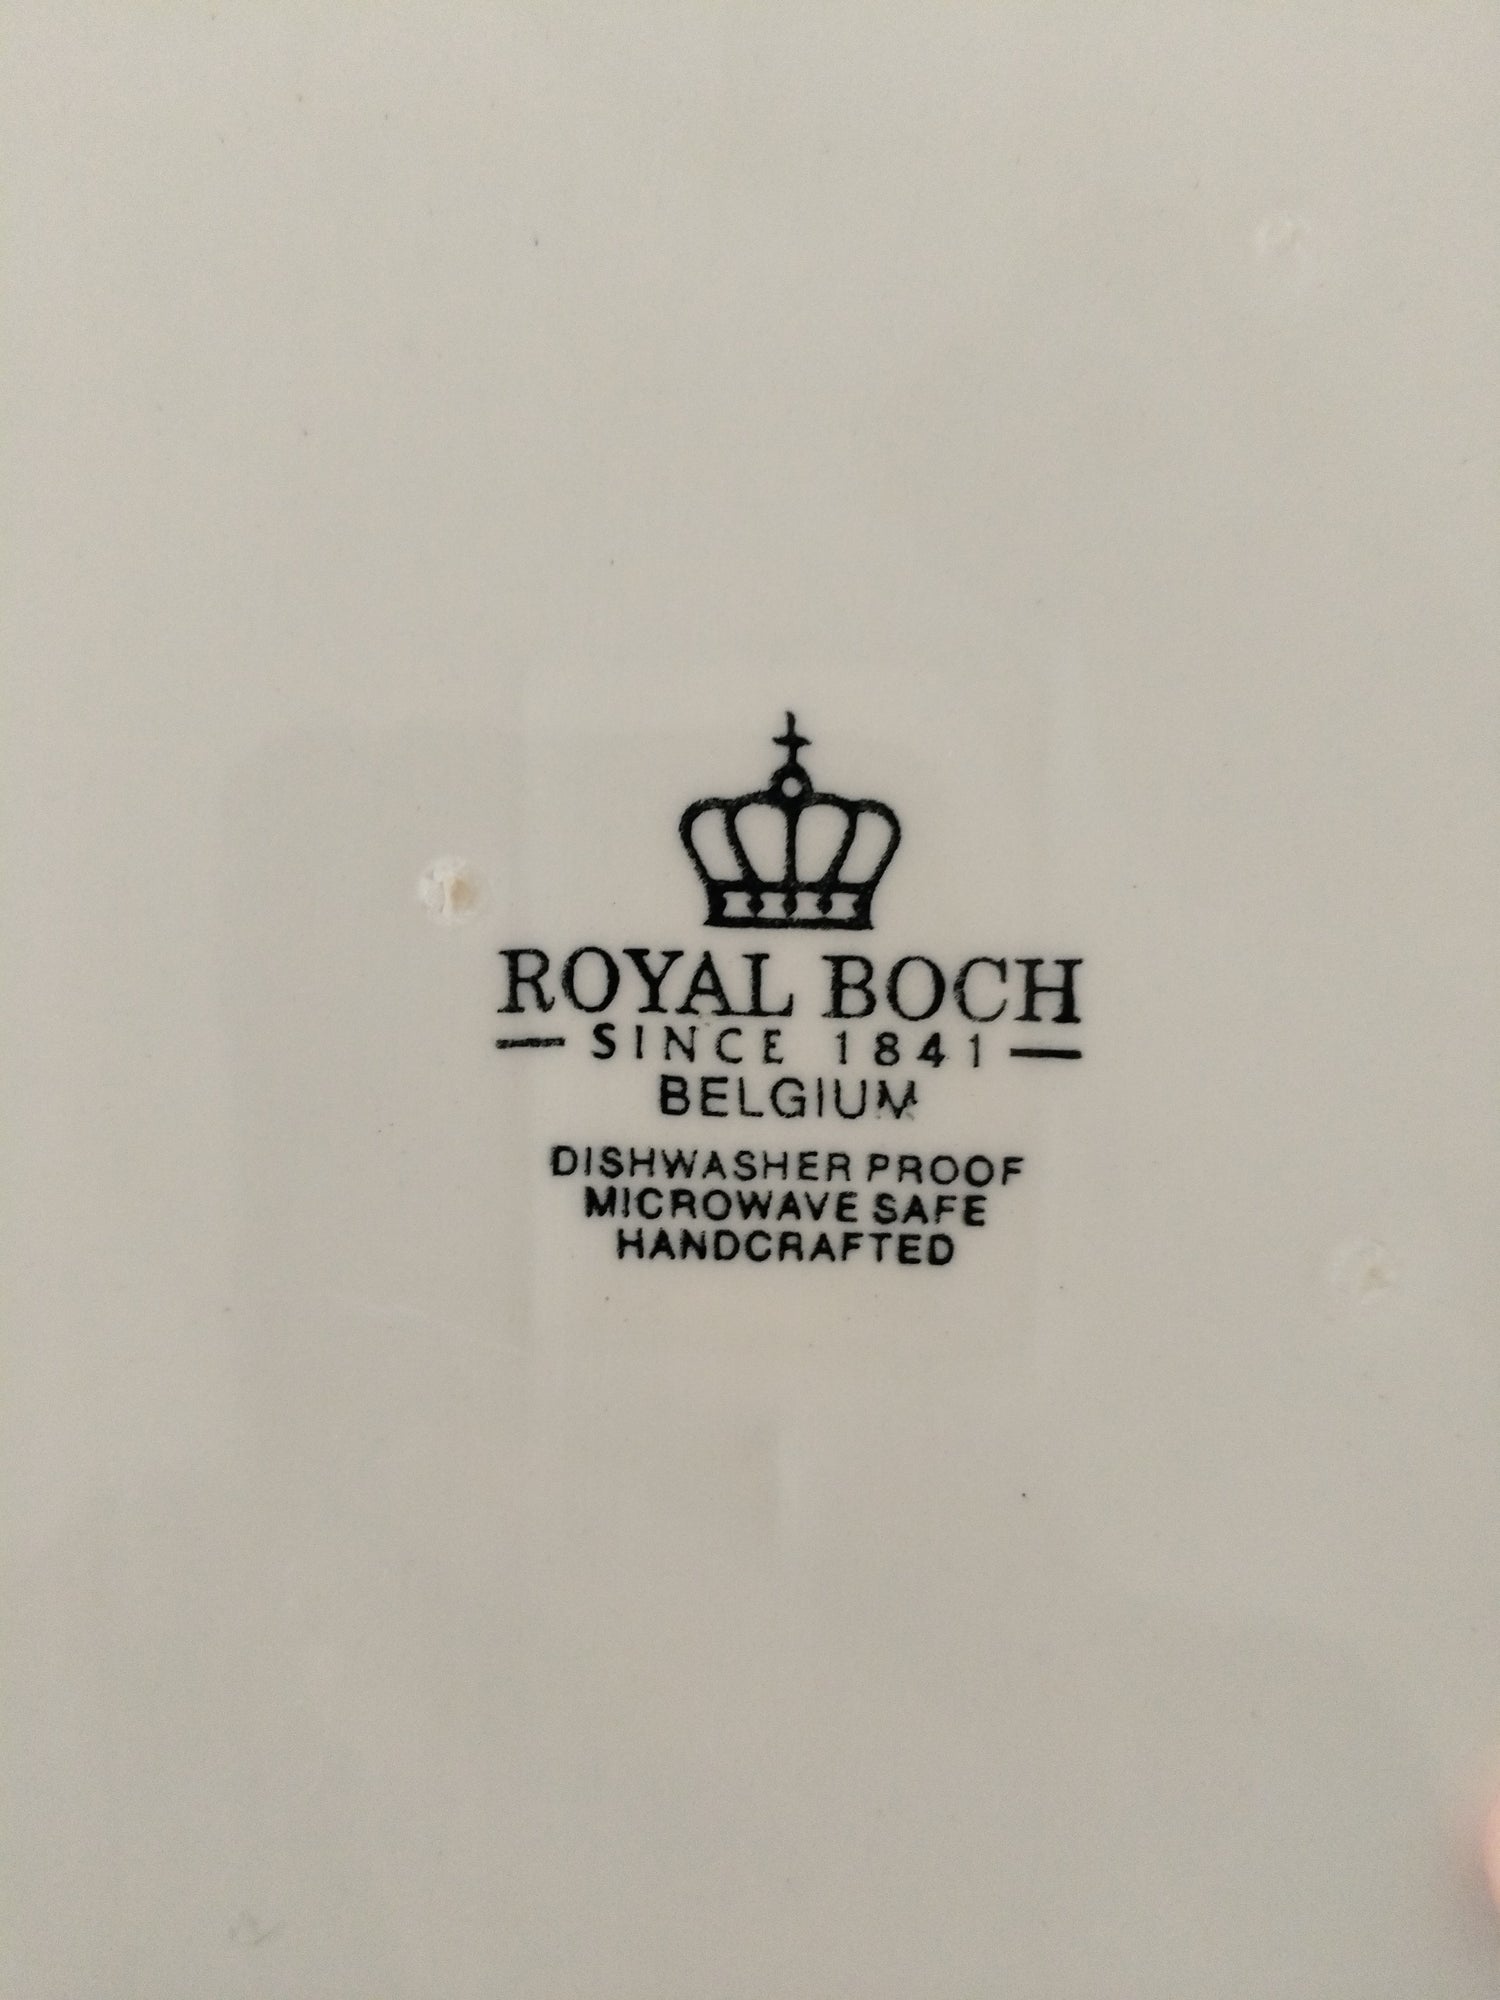 ROYAL BOCH
SINCE 1841
BELGIUM
DISHWASHER PROOF
MICROWAVE SAFE
HANDCRAFTED